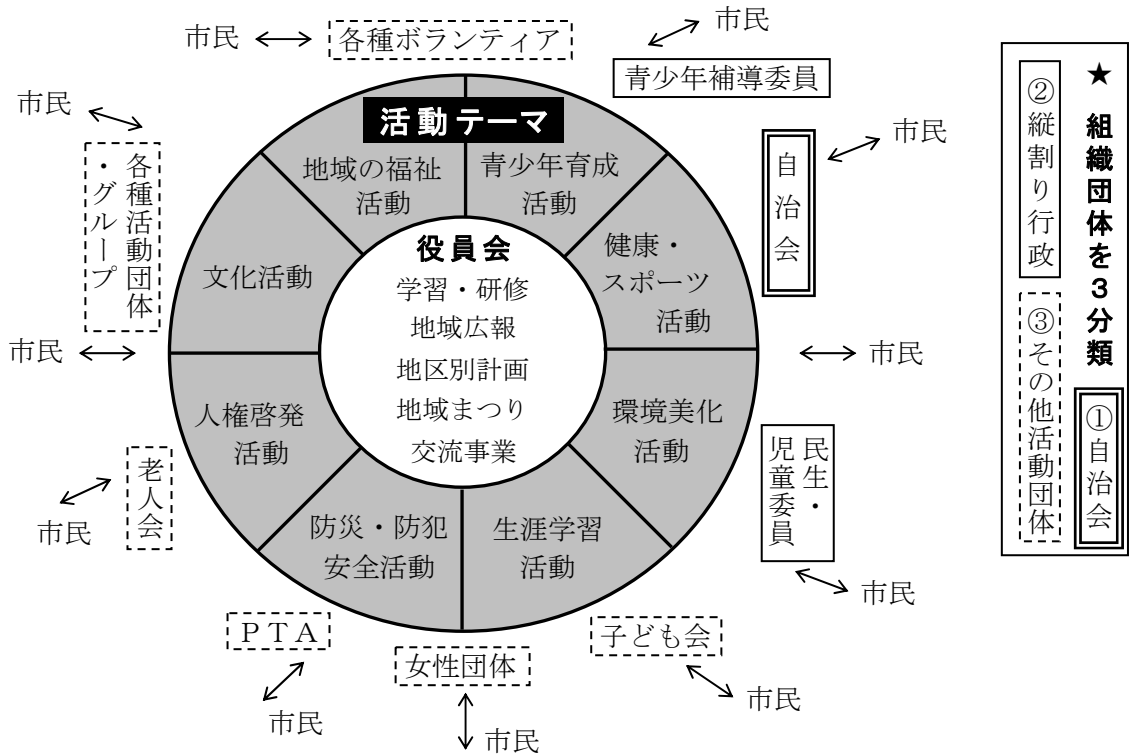 市民
各種ボランティア
市民
青少年補導委員
市民
各種活動団体
・グループ
市民
自治会
活動テーマ
地域の福祉
活動
青少年育成
活動
健康・
スポーツ
活動
文化活動
役員会
学習・研修
地域広報
地区別計画
地域まつり
交流事業
市民
市民
人権啓発
活動
環境美化
活動
防災・防犯
安全活動
生涯学習
活動
老人会
市民
民生・
児童委員
市民
PTA
市民
女性団体
市民
子ども会
市民
★ 組織団体を3分類
①自治会
②縦割り行政
③その他活動団体